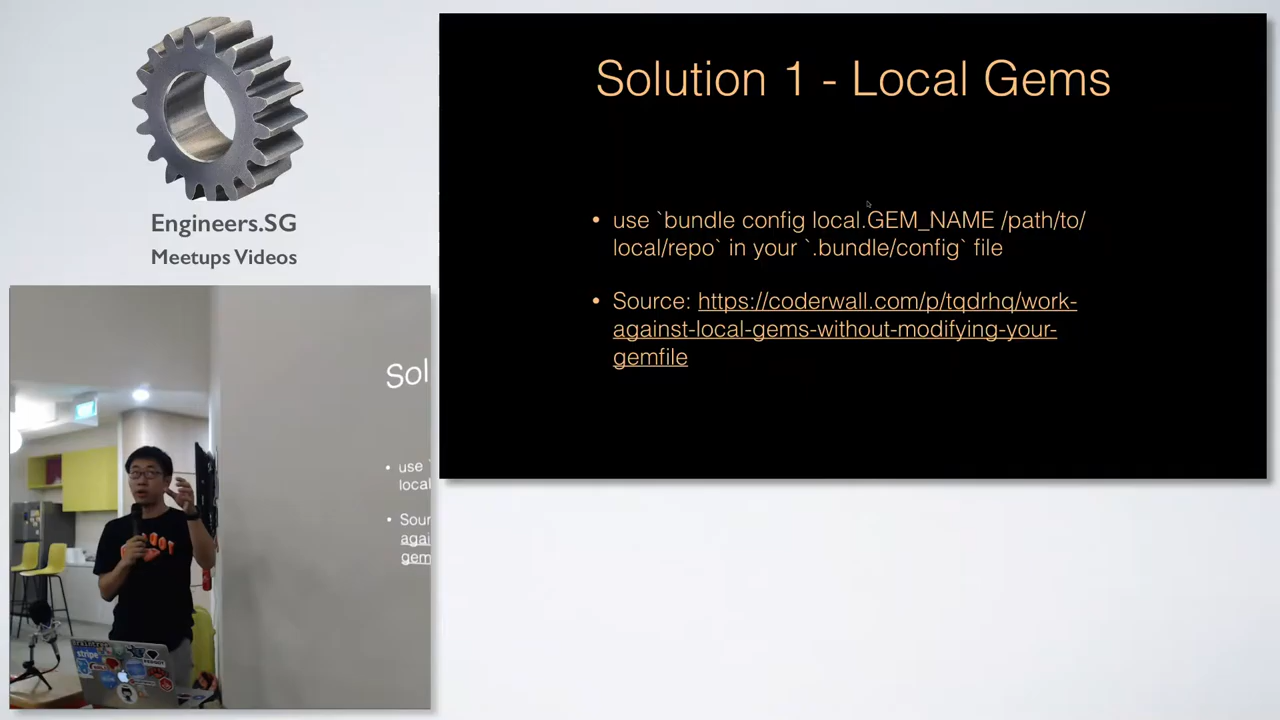 Engineers.SG
Meetups Videos
Solution 1 - Local Gems
• use `bundle config local.GEM_NAME /path/to/
local/repo` in your `.bundle/config` file
• Source: https://coderwall.com/p/tqdrhq/work-
against-local-gems-without-modifying-your-
gemfile
Sol
• use `
local
• Sour
agai
gem
stripe